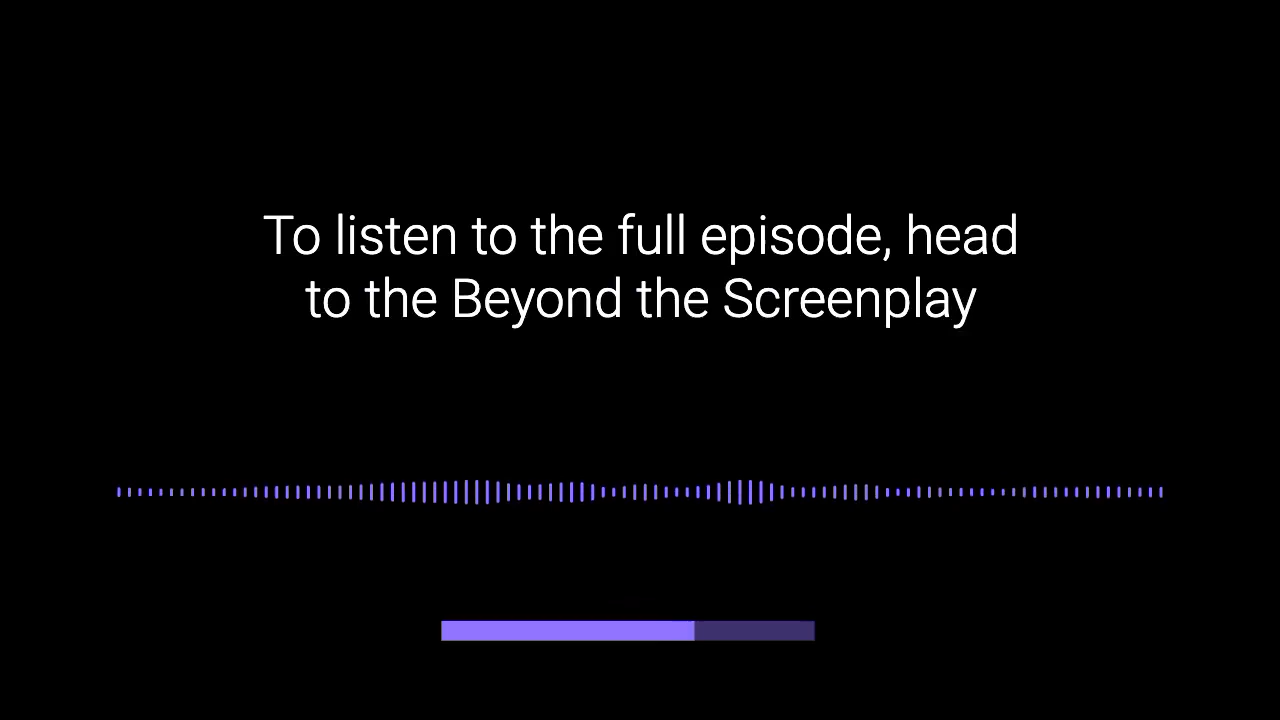 To listen to the full episode, head
to the Beyond the Screenplay